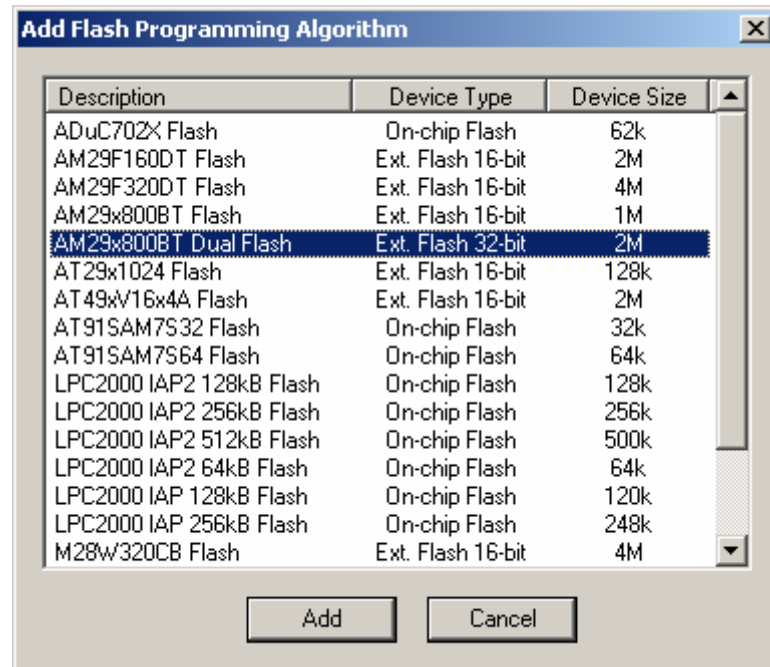 Add Flash Programming Algorithm
Description Device Type Device Size
ADuC702X Flash On-chip Flash 62k
AM29F160DT Flash Ext. Flash 16-bit 2M
AM29F320DT Flash Ext. Flash 16-bit 4M
AM29x800BT Flash Ext. Flash 16-bit 1M
AM29x800BT Dual Flash Ext. Flash 32-bit 2M
AT29x1024 Flash Ext. Flash 16-bit 128k
AT49xV16x4A Flash Ext. Flash 16-bit 2M
AT91SAM7S32 Flash On-chip Flash 32k
AT91SAM7S64 Flash On-chip Flash 64k
LPC2000 IAP2 128kB Flash On-chip Flash 128k
LPC2000 IAP2 256kB Flash On-chip Flash 256k
LPC2000 IAP2 512kB Flash On-chip Flash 500k
LPC2000 IAP2 64kB Flash On-chip Flash 64k
LPC2000 IAP 128kB Flash On-chip Flash 120k
LPC2000 IAP 256kB Flash On-chip Flash 248k
M28W320CB Flash Ext. Flash 16-bit 4M
Add Cancel